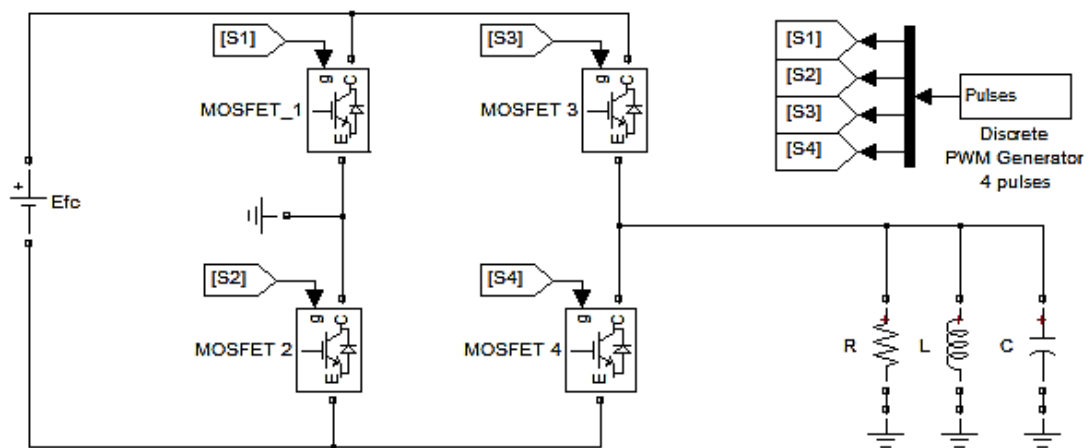 [S1]
[S3]
[S1]
g
C
g
C
[S2]
Pulses
MOSFET_1
MOSFET 3
[S3]
E
E
[S4]
Discrete
PWM Generator
4 pulses
+
Efc
[S2]
[S4]
g
C
g
C
+
+
+
MOSFET 2
MOSFET 4
R
L
C
E
E